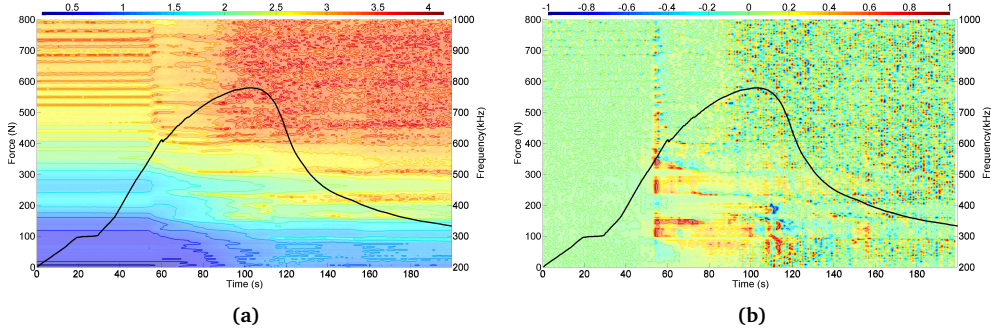 0.5 1 1.5 2 2.5 3 3.5 4
800 700 600 500 400 300 200 100 0
Force (N)
1000 900 800 700 600 500 400 300 200
Frequency(kHz)
0 20 40 60 80 100 120 140 160 180
Time (s)
(a)
-1 -0.8 -0.6 -0.4 -0.2 0 0.2 0.4 0.6 0.8 1
800 700 600 500 400 300 200 100 0
Force (N)
1000 900 800 700 600 500 400 300 200
Frequency(kHz)
0 20 40 60 80 100 120 140 160 180
Time (s)
(b)